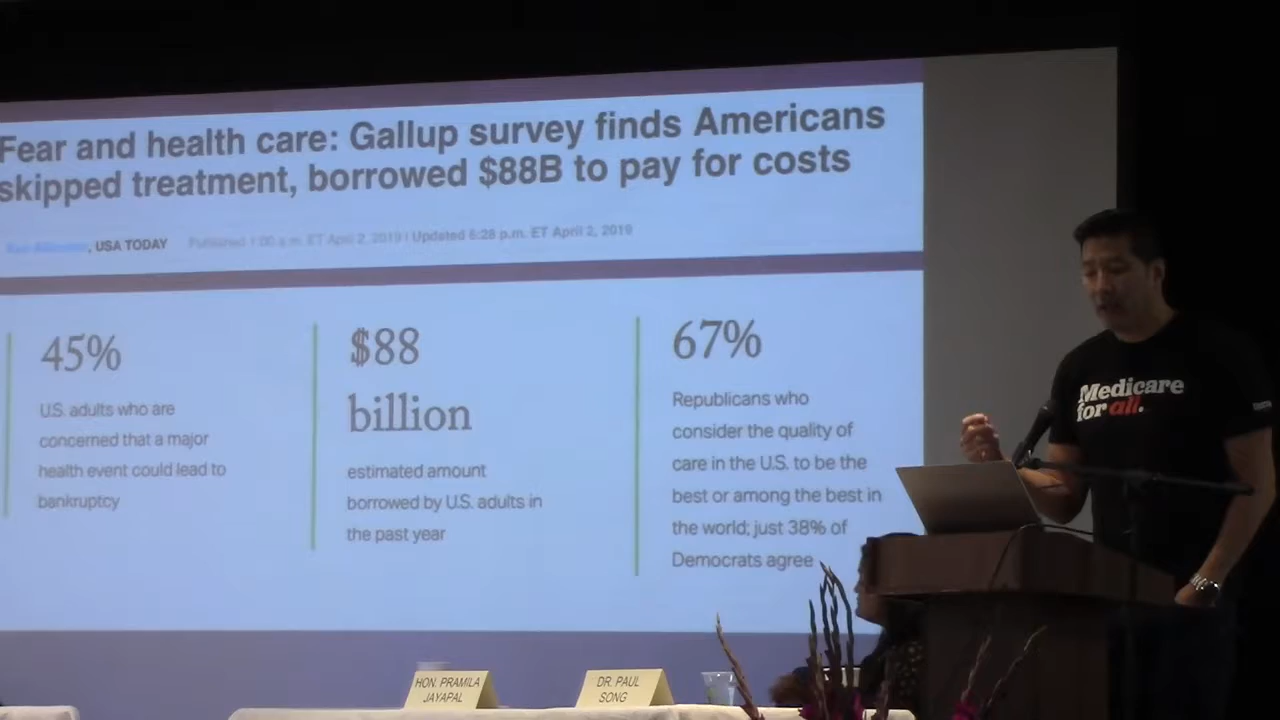 Fear and health care: Gallup survey finds Americans
skipped treatment, borrowed $88B to pay for costs
, USA TODAY Published 1:00 a.m. ET April 2, 2019 | Updated 6:28 p.m. ET April 2, 2019
45%
U.S. adults who are
concerned that a major
health event could lead to
bankruptcy
$88
billion
estimated amount
borrowed by U.S. adults in
the past year
67%
Republicans who
consider the quality of
care in the U.S. to be the
best or among the best in
the world; just 38% of
Democrats agree
Medicare
for all.
HON. PRAMILA
JAYAPAL
DR. PAUL
SONG